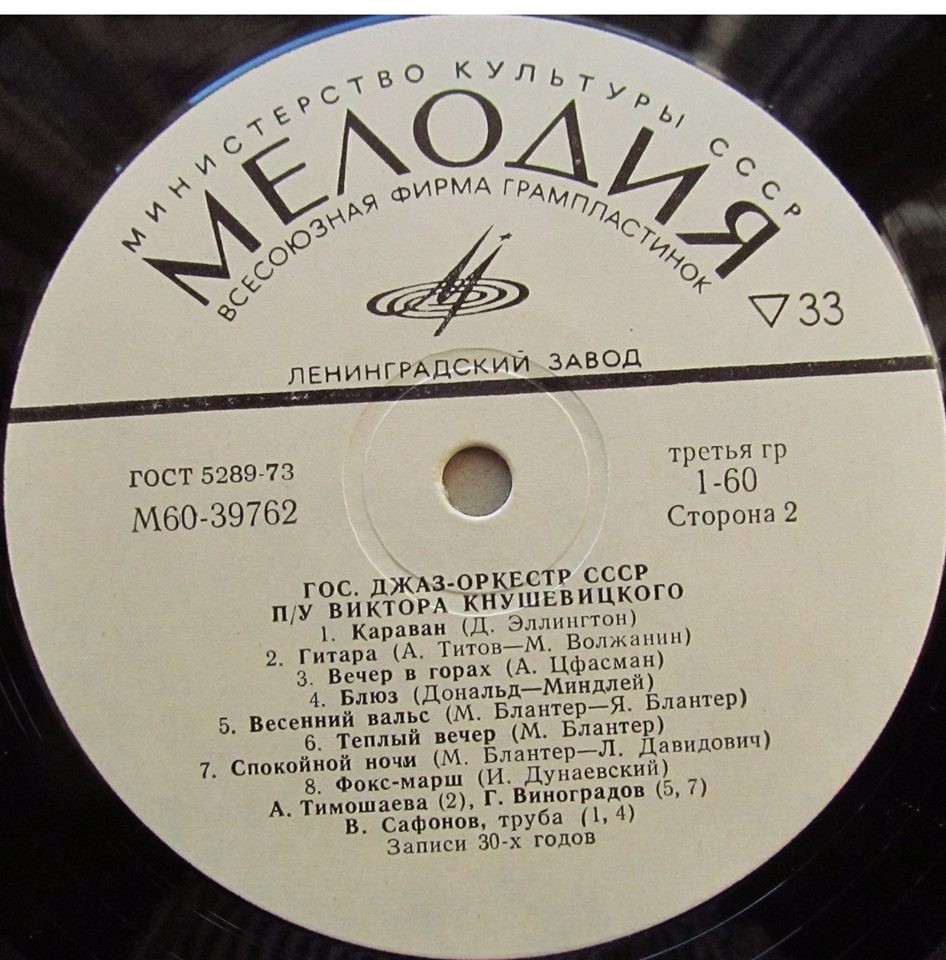 МИНИСТЕРСТВО КУЛЬТУРЫ СССР
МЕЛОДИЯ
ВСЕСОЮЗНАЯ ФИРМА ГРАМПЛАСТИНОК
33
ЛЕНИНГРАДСКИЙ ЗАВОД
ГОСТ 5289-73
М60-39762
третья гр
1-60
Сторона 2
ГОС. ДЖАЗ-ОРКЕСТР СССР
П/У ВИКТОРА КНУШЕВИЦКОГО
1. Караван (Д. Эллингтон)
2. Гитара (А. Титов—М. Волжанин)
3. Вечер в горах (А. Цфасман)
4. Блюз (Дональд—Миндлей)
5. Весенний вальс (М. Блантер—Я. Блантер)
6. Теплый вечер (М. Блантер)
7. Спокойной ночи (М. Блантер—Л. Давидович)
8. Фокс-марш (И. Дунаевский)
А. Тимошаева (2), Г. Виноградов (5, 7)
В. Сафонов, труба (1, 4)
Записи 30-х годов